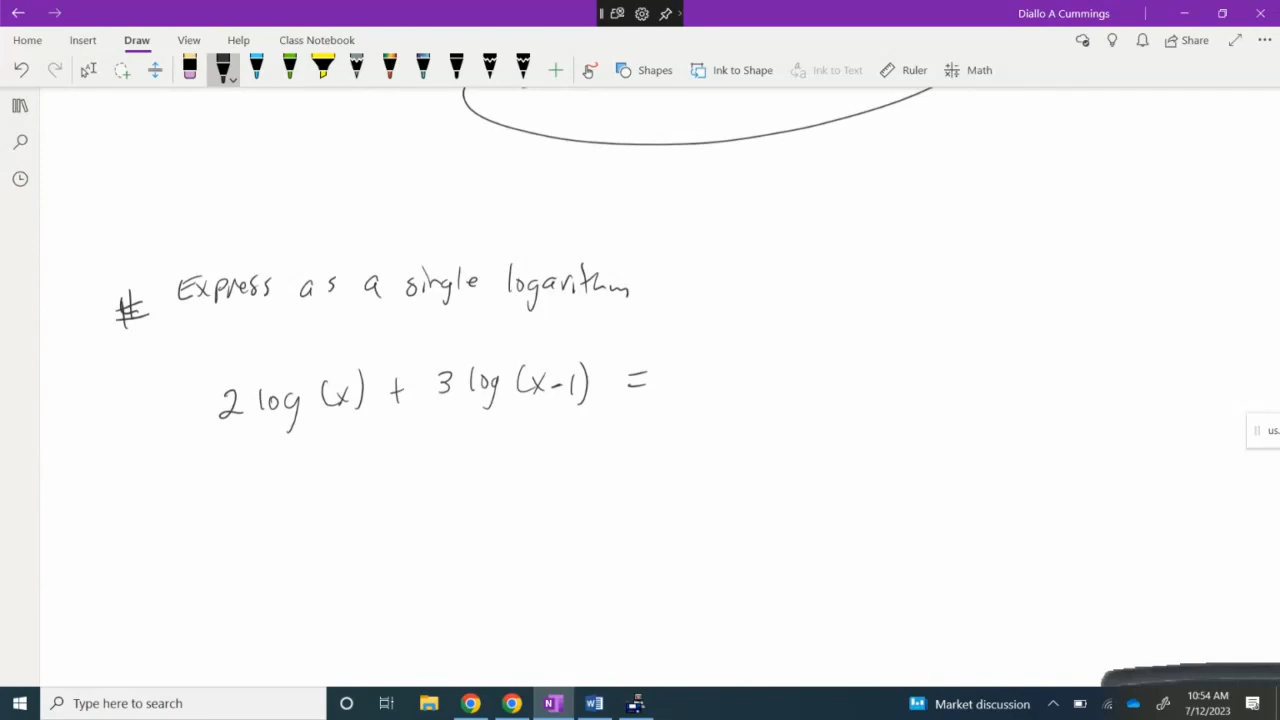 Diallo A Cummings
Home Insert Draw View Help Class Notebook
Share
Shapes Ink to Shape Ink to Text Ruler Math
# Express as a single logarithm
2 log (x) + 3 log (x-1) =
us.
Type here to search
Market discussion
10:54 AM
7/12/2023